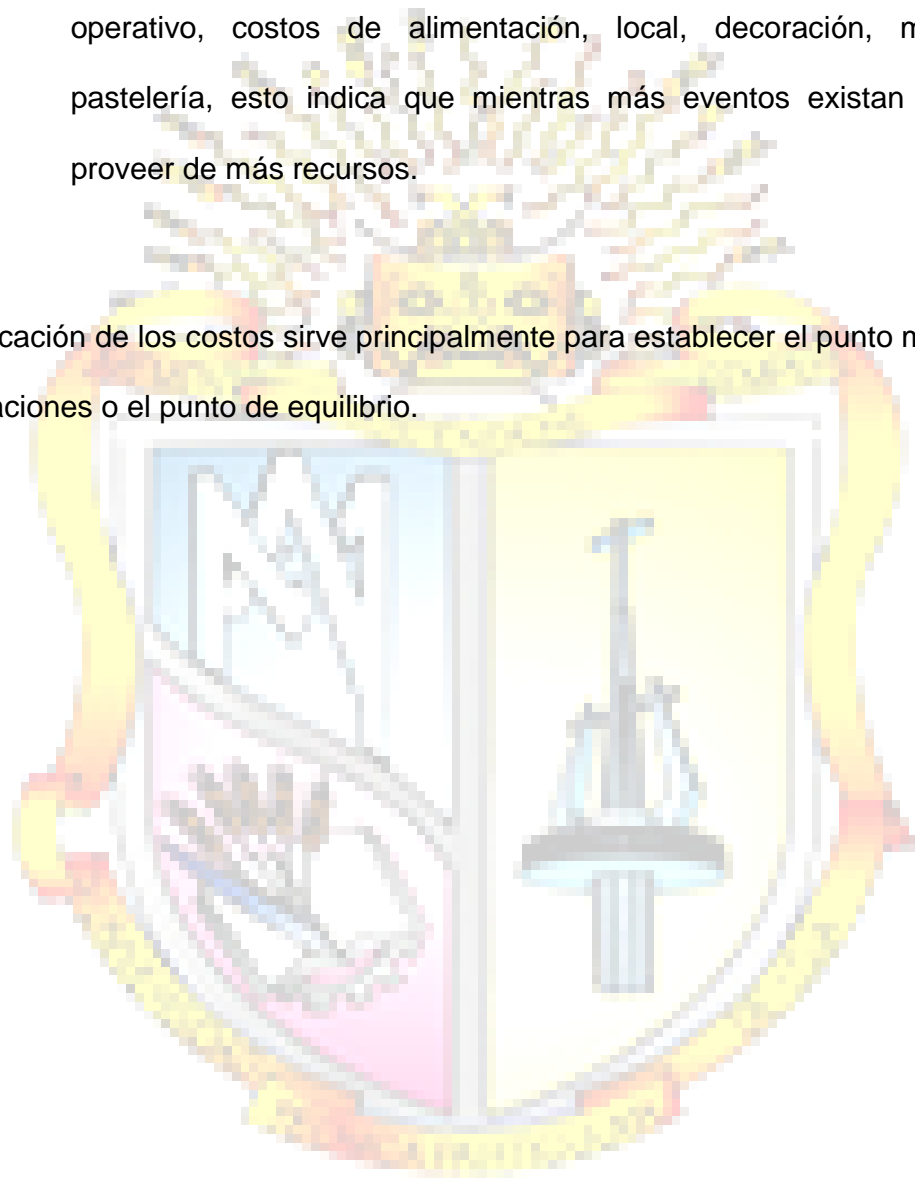 operativo, costos de alimentación, local, decoración, m
pastelería, esto indica que mientras más eventos existan
proveer de más recursos.
cación de los costos sirve principalmente para establecer el punto
aciones o el punto de equilibrio.